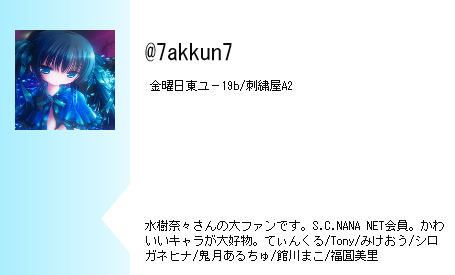 @7akkun7
金曜日東ユ－19b/刺繍屋A2
水樹奈々さんの大ファンです。S.C.NANA NET会員。かわ
いいキャラが大好物。てぃんくる/Tony/みけおう/シロ
ガネヒナ/鬼月あるちゅ/館川まこ/福圓美里